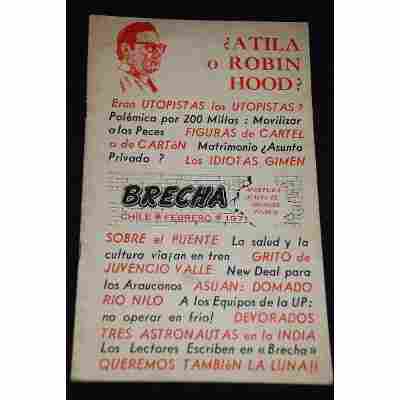 ¿ATILA
o ROBIN
HOOD?
Eran UTOPISTAS los UTOPISTAS?
Polémica por 200 Millas : Movilizar
a los Peces FIGURAS de CARTEL
o de CARTóN Matrimonio ¿Asunto
Privado ? Los IDIOTAS GIMEN
BRECHA
CHILE FEBRERO 1971
SOBRE el PUENTE La salud y la
cultura viajan en tren GRITO de
JUVENCIO VALLE New Deal para
los Araucanos ASUAN: DOMADO
RIO NILO A los Equipos de la UP:
no operar en frío! DEVORADOS
TRES ASTRONAUTAS en la INDIA
Los Lectores Escriben en «Brecha»
QUEREMOS TAMBIéN LA LUNA!!